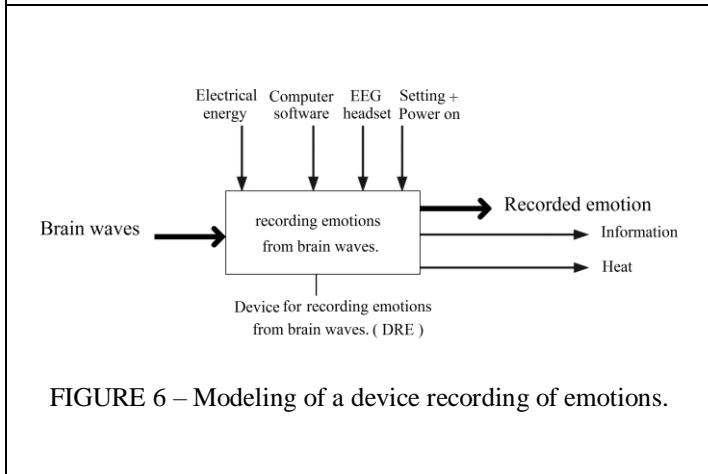 Electrical energy
Computer software
EEG headset
Setting + Power on
Brain waves
recording emotions
from brain waves.
Recorded emotion
Information
Heat
Device for recording emotions
from brain waves. ( DRE )
FIGURE 6 – Modeling of a device recording of emotions.